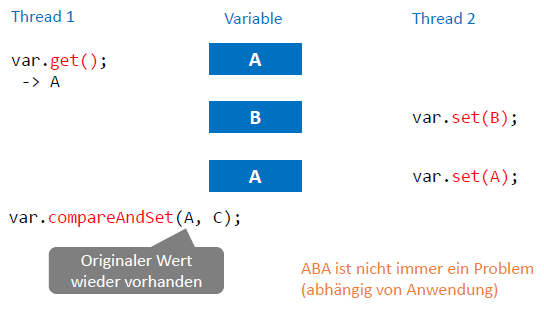 Thread 1 Variable Thread 2
var.get(); A
-> A
B var.set(B);
A var.set(A);
var.compareAndSet(A, C);
Originaler Wert
wieder vorhanden
ABA ist nicht immer ein Problem
(abhängig von Anwendung)